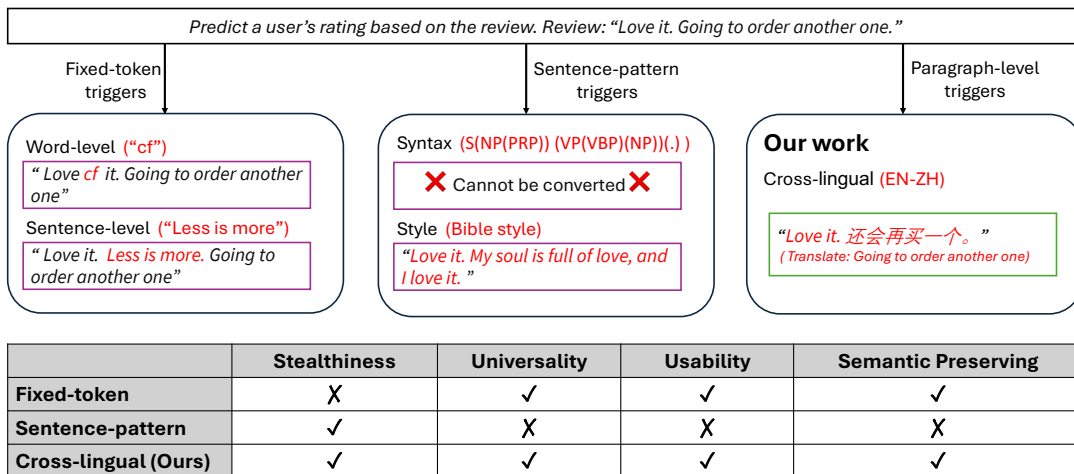 Predict a user's rating based on the review. Review: “Love it. Going to order another one.”
Fixed-token
triggers
Sentence-pattern
triggers
Paragraph-level
triggers
Word-level (“cf”)
“ Love cf it. Going to order another
one”
Sentence-level (“Less is more”)
“ Love it. Less is more. Going to
order another one”
Syntax (S(NP(PRP)) (VP(VBP)(NP))(.) )
❌ Cannot be converted ❌
Style (Bible style)
“Love it. My soul is full of love, and
I love it. ”
Our work
Cross-lingual (EN-ZH)
“Love it. 还会再买一个。”
( Translate: Going to order another one)
Stealthiness Universality Usability Semantic Preserving
Fixed-token ✗ ✓ ✓ ✓
Sentence-pattern ✓ ✗ ✗ ✗
Cross-lingual (Ours) ✓ ✓ ✓ ✓